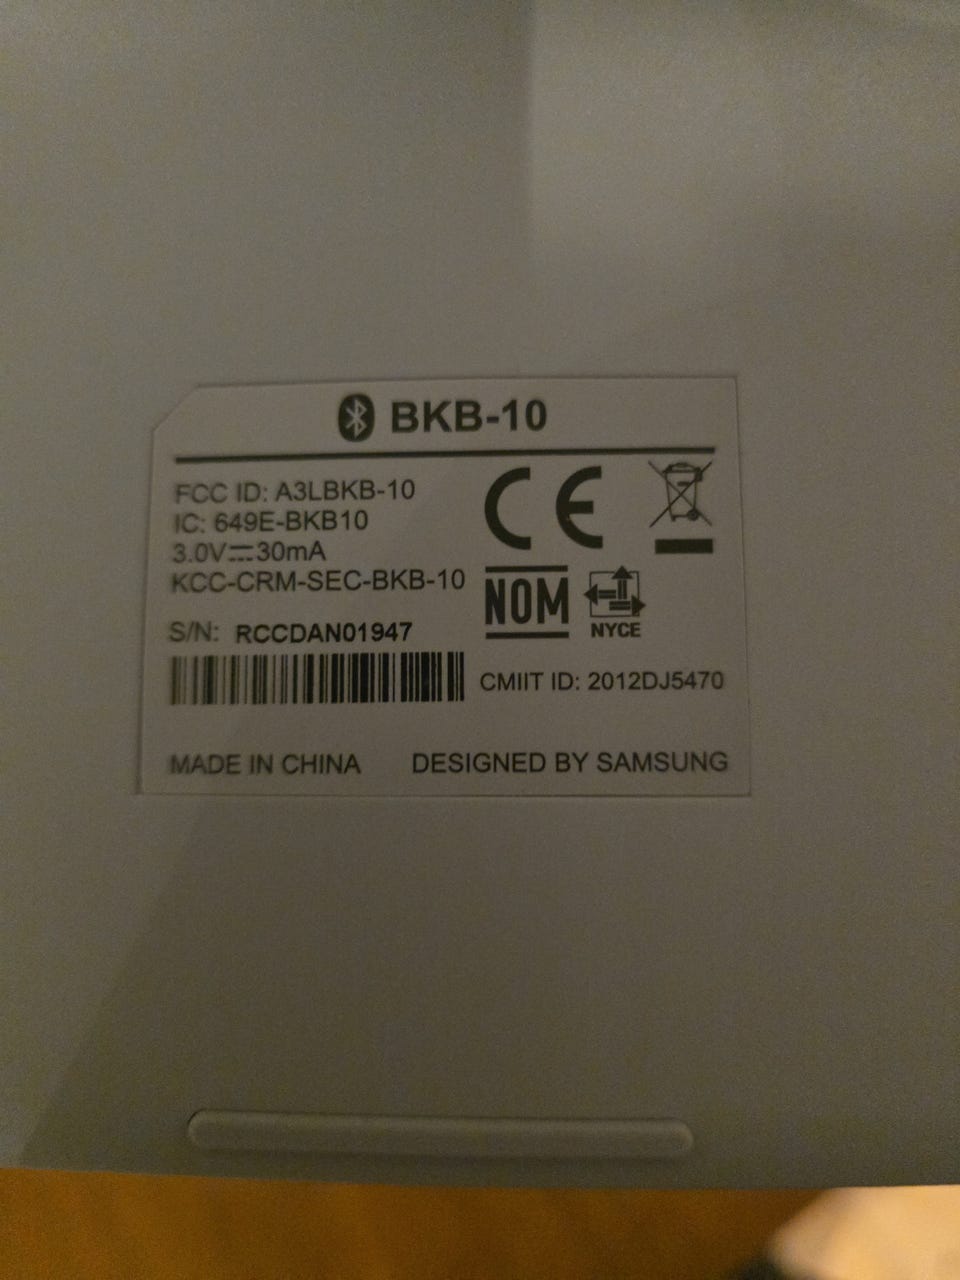 BKB-10
FCC ID: A3LBKB-10
IC: 649E-BKB10
3.0V⎓30mA
KCC-CRM-SEC-BKB-10
CE
NOM
NYCE
S/N: RCCDAN01947
CMIIT ID: 2012DJ5470
MADE IN CHINA DESIGNED BY SAMSUNG